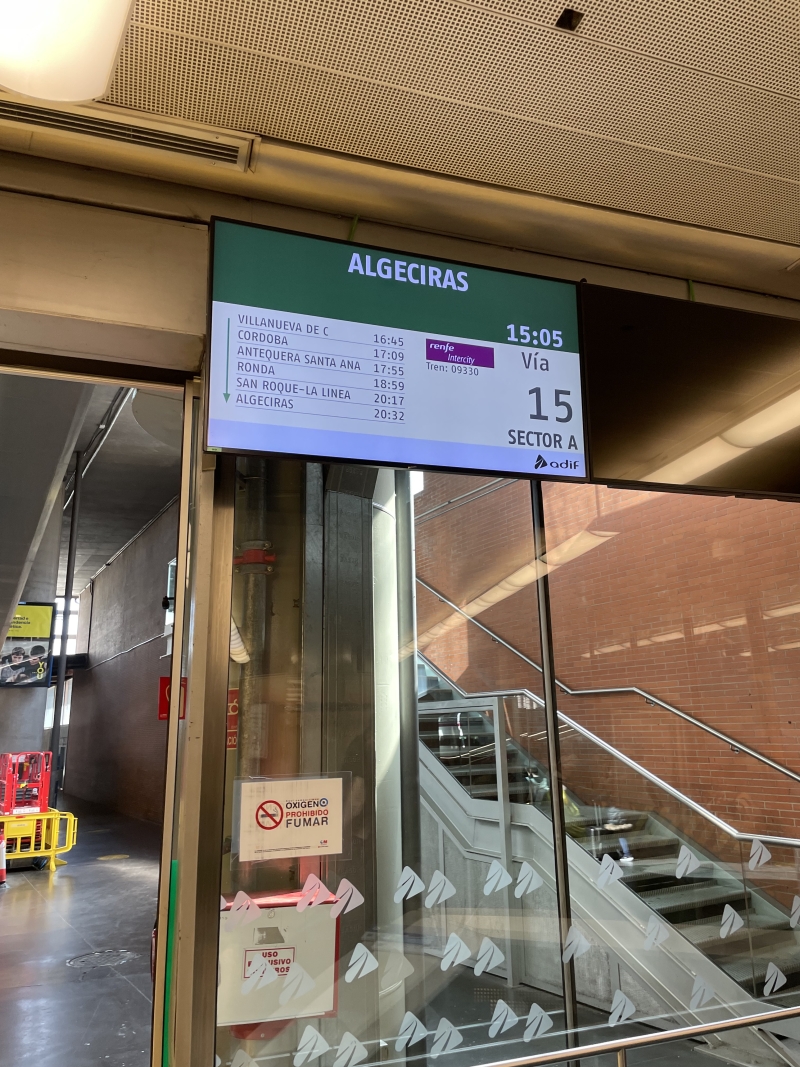 ALGECIRAS
15:05
VILLANUEVA DE C 16:45
CORDOBA 17:09
ANTEQUERA SANTA ANA 17:55
RONDA 18:59
SAN ROQUE-LA LINEA 20:17
ALGECIRAS 20:32
renfe
Intercity
Tren: 09330
Vía
15
SECTOR A
adif
OXIGENO
PROHIBIDO
FUMAR
USO